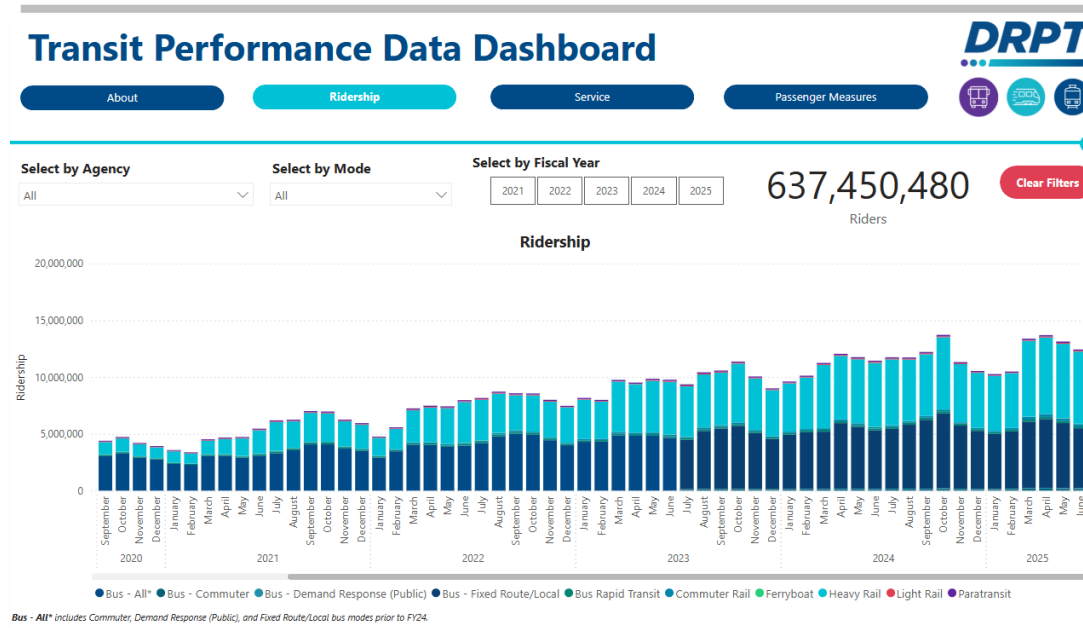 Transit Performance Data Dashboard
DRPT
About
Ridership
Service
Passenger Measures
Select by Agency
Select by Mode
Select by Fiscal Year
All
All
2021
2022
2023
2024
2025
637,450,480
Riders
Clear Filters
Ridership
20,000,000
15,000,000
10,000,000
5,000,000
0
Ridership
September
October
November
December
January
February
March
April
May
June
July
August
September
October
November
December
January
February
March
April
May
June
July
August
September
October
November
December
January
February
March
April
May
June
July
August
September
October
November
December
January
February
March
April
May
June
July
August
September
October
November
December
January
February
March
April
May
June
2020
2021
2022
2023
2024
2025
Bus - All* Bus - Commuter Bus - Demand Response (Public) Bus - Fixed Route/Local Bus Rapid Transit Commuter Rail Ferryboat Heavy Rail Light Rail Paratransit
Bus - All* includes Commuter, Demand Response (Public), and Fixed Route/Local bus modes prior to FY24.